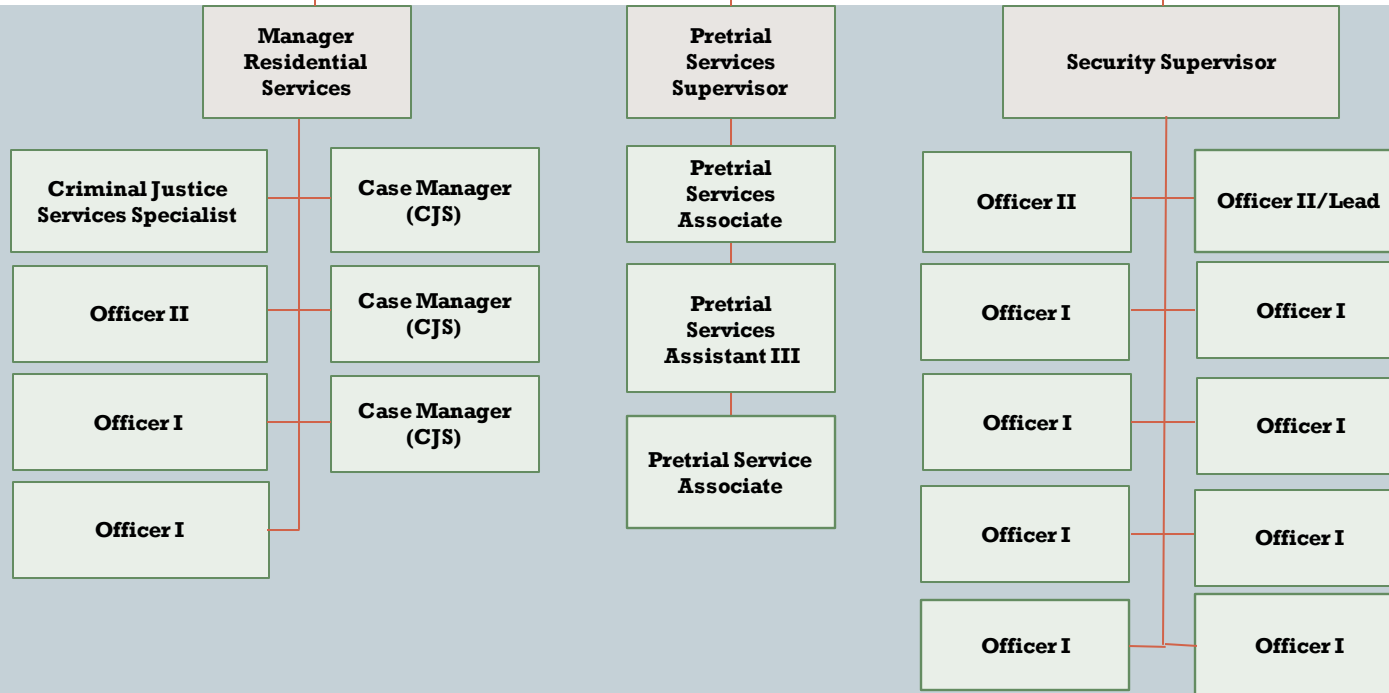 Manager
Residential
Services
Pretrial
Services
Supervisor
Security Supervisor
Criminal Justice
Services Specialist
Case Manager
(CJS)
Officer II
Case Manager
(CJS)
Officer I
Case Manager
(CJS)
Officer I
Pretrial
Services
Associate
Pretrial
Services
Assistant III
Pretrial Service
Associate
Officer II
Officer II/Lead
Officer I
Officer I
Officer I
Officer I
Officer I
Officer I
Officer I
Officer I